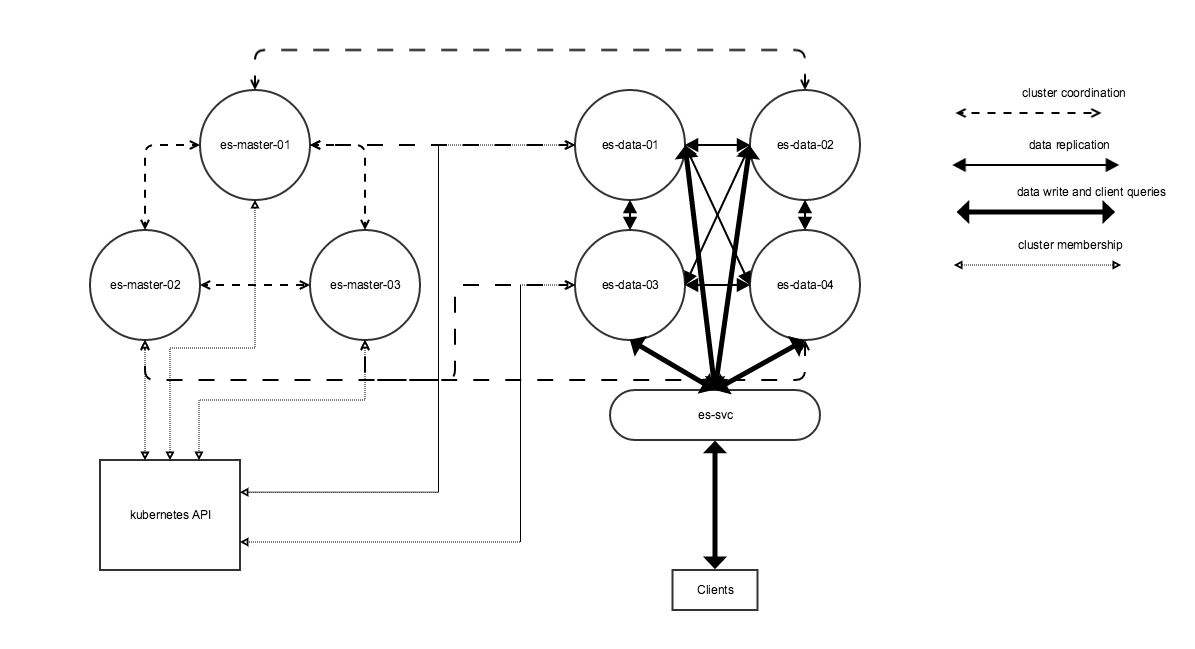 cluster coordination
es-master-01
es-data-01
es-data-02
data replication
data write and client queries
cluster membership
es-master-02
es-master-03
es-data-03
es-data-04
es-svc
kubernetes API
Clients